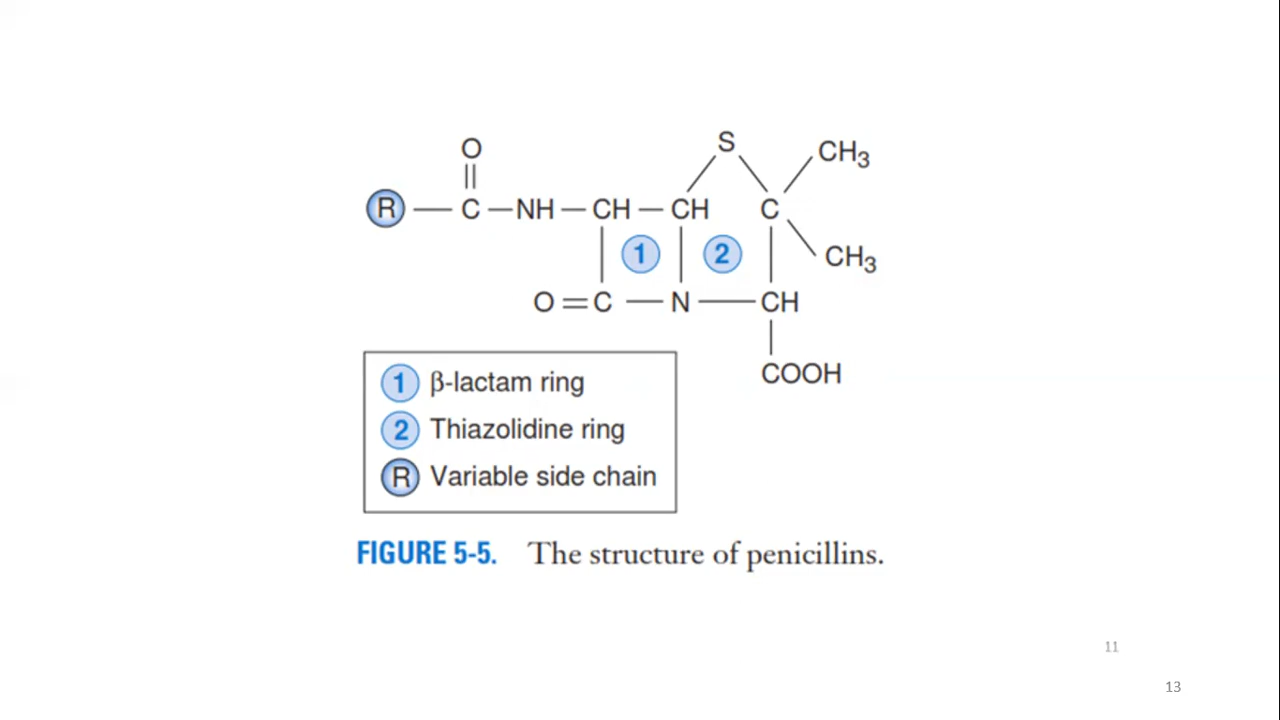 O
S
CH3
R C NH CH CH C
1 2
CH3
O C N CH
COOH
1 β-lactam ring
2 Thiazolidine ring
R Variable side chain
FIGURE 5-5. The structure of penicillins.
11
13